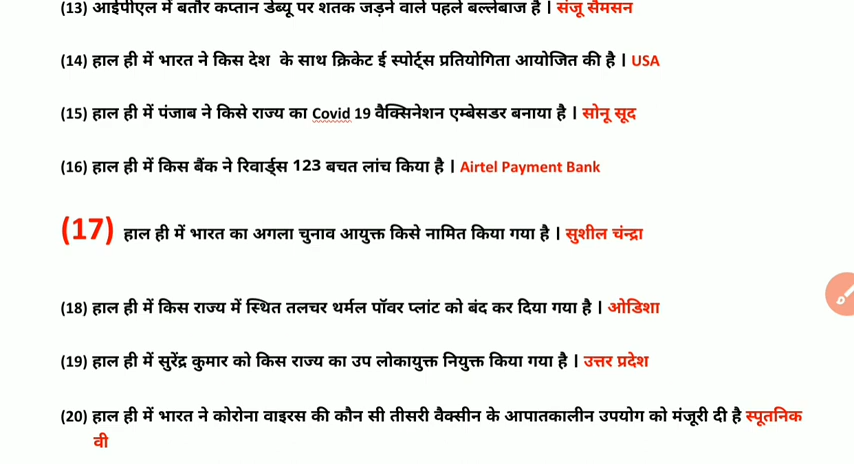 (13) आईपीएल में बतौर कप्तान डेब्यू पर शतक जड़ने वाले पहले बल्लेबाज है | संजू सैमसन
(14) हाल ही में भारत ने किस देश के साथ क्रिकेट ई स्पोर्ट्स प्रतियोगिता आयोजित की है | USA
(15) हाल ही में पंजाब ने किसे राज्य का Covid 19 वैक्सिनेशन एम्बेसडर बनाया है | सोनू सूद
(16) हाल ही में किस बैंक ने रिवार्ड्स 123 बचत लांच किया है | Airtel Payment Bank
(17) हाल ही में भारत का अगला चुनाव आयुक्त किसे नामित किया गया है | सुशील चंन्द्रा
(18) हाल ही में किस राज्य में स्थित तलचर थर्मल पॉवर प्लांट को बंद कर दिया गया है | ओडिशा
(19) हाल ही में सुरेंद्र कुमार को किस राज्य का उप लोकायुक्त नियुक्त किया गया है | उत्तर प्रदेश
(20) हाल ही में भारत ने कोरोना वाइरस की कौन सी तीसरी वैक्सीन के आपातकालीन उपयोग को मंजूरी दी है स्पूतनिक
वी